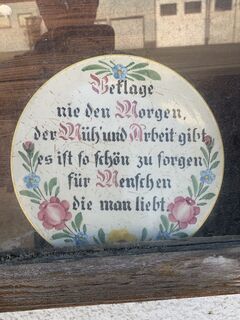 Beklage
nie den Morgen,
der Müh' und Arbeit gibt
es ist so schön zu sorgen
für Menschen
die man liebt.